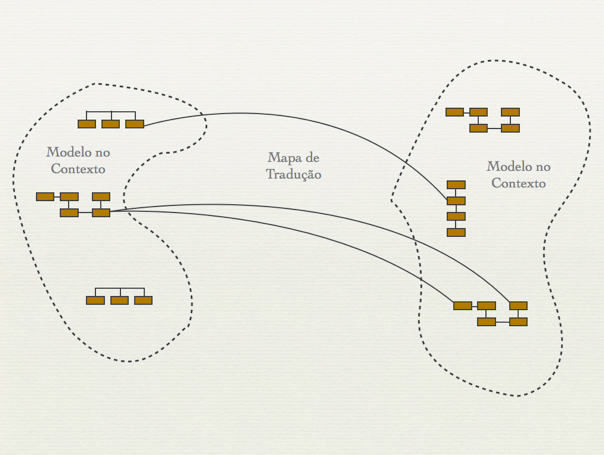 Modelo no
Contexto
Mapa de
Tradução
Modelo no
Contexto